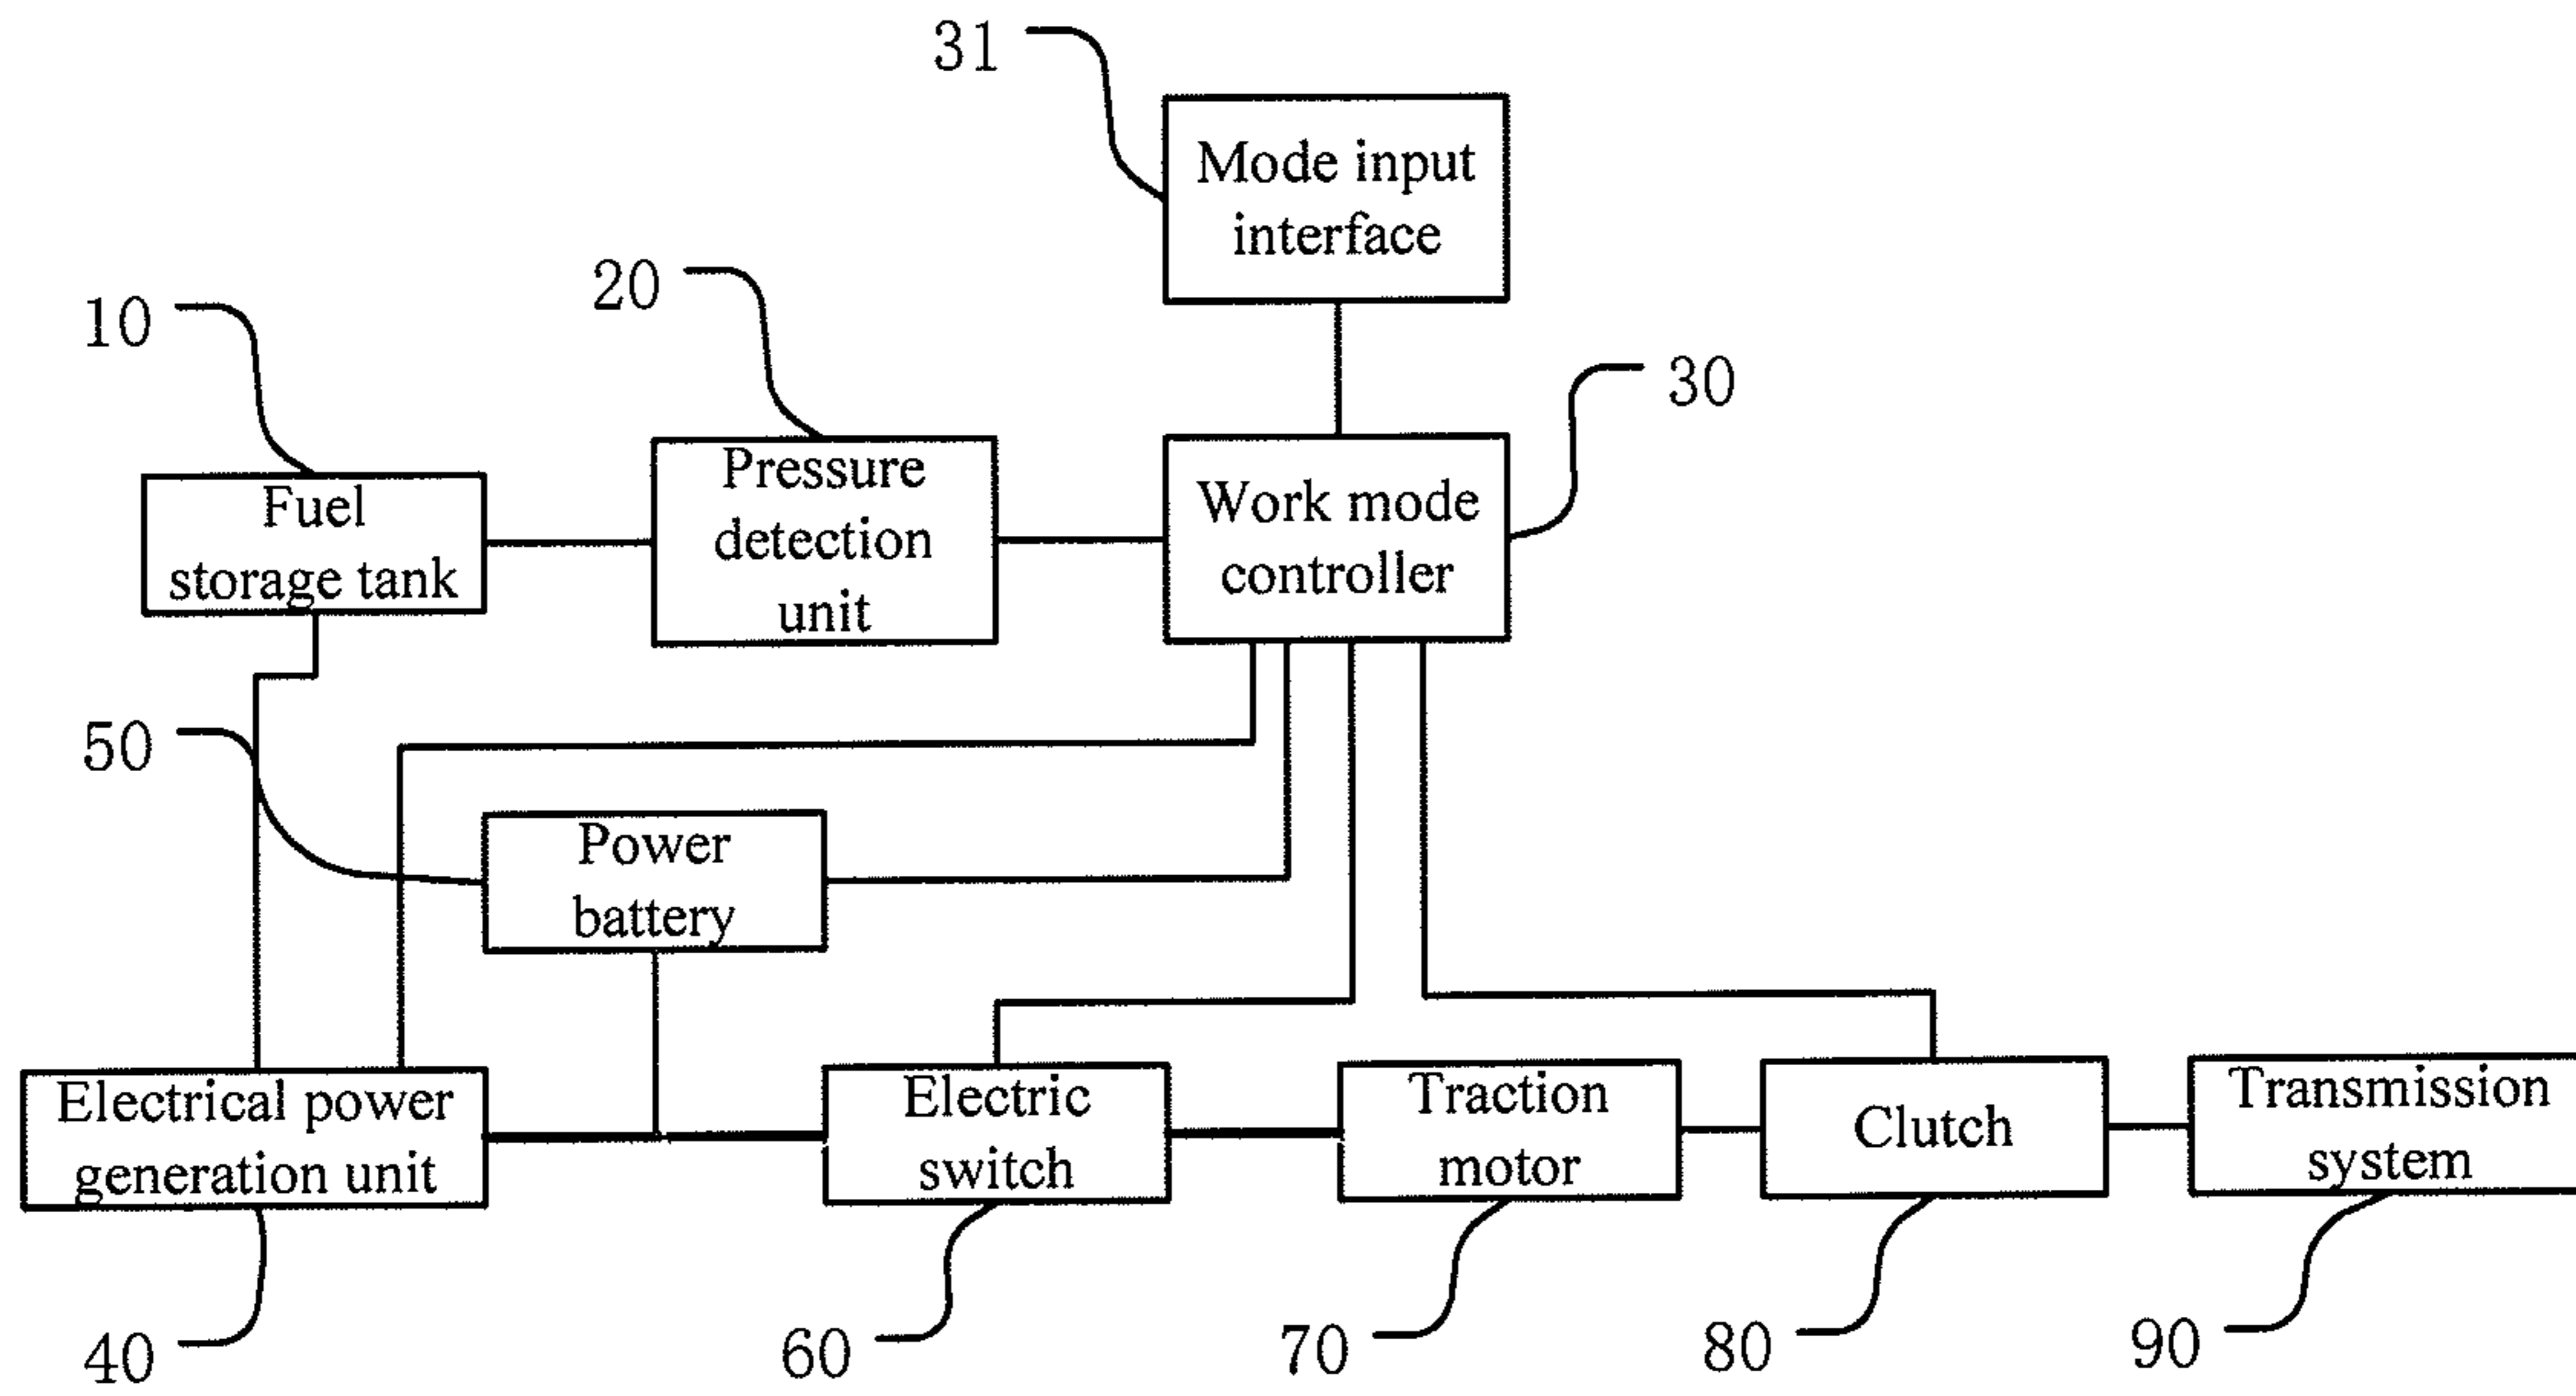 31
Mode input
interface
10
20
30
Fuel
storage tank
Pressure
detection
unit
Work mode
controller
50
Power
battery
Electrical power
generation unit
Electric
switch
Traction
motor
Clutch
Transmission
system
40
60
70
80
90